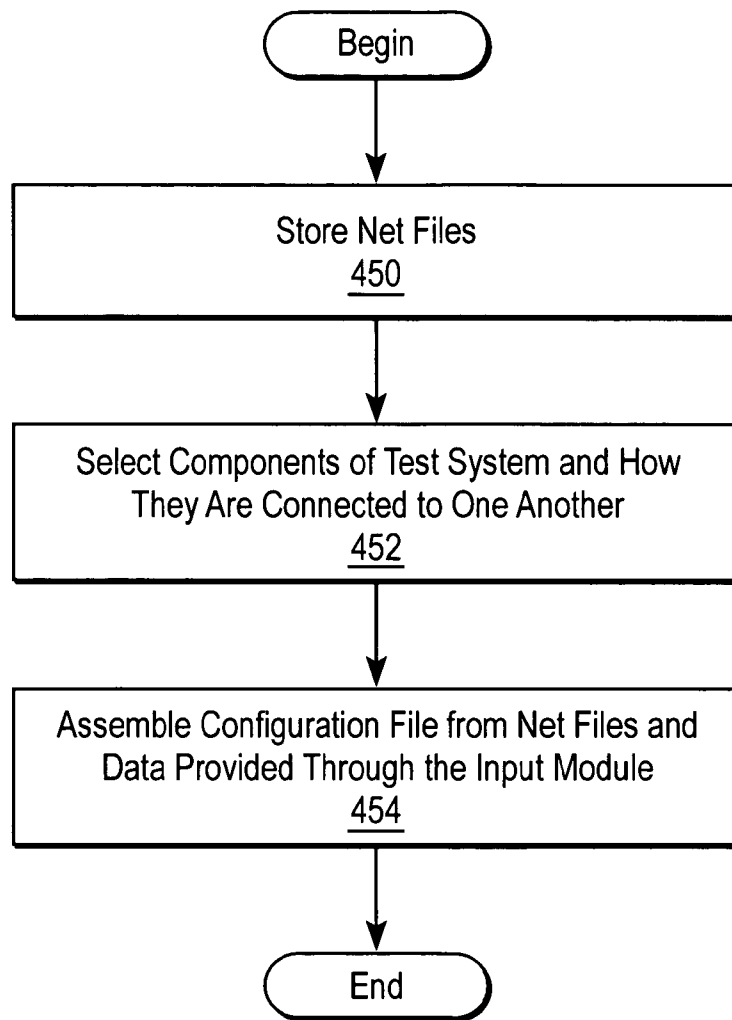 Begin
Store Net Files
450
Select Components of Test System and How
They Are Connected to One Another
452
Assemble Configuration File from Net Files and
Data Provided Through the Input Module
454
End